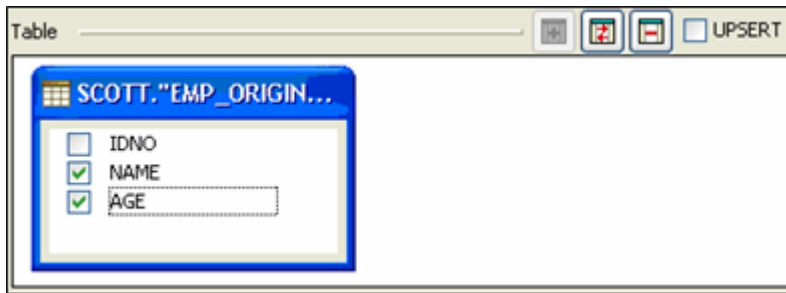 Table UPSERT
SCOTT."EMP_ORIGIN...
IDNO
NAME
AGE